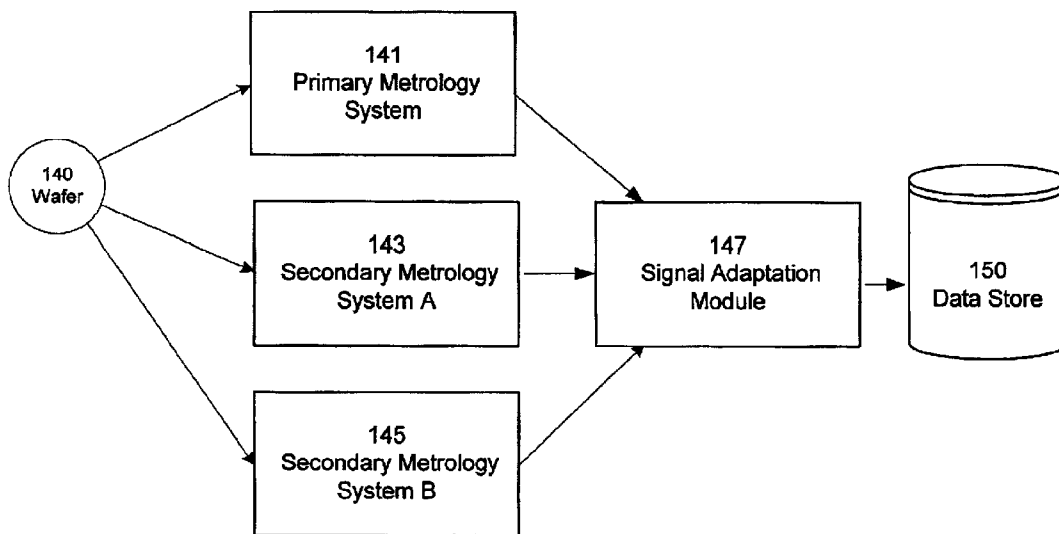 140
Wafer
141
Primary Metrology
System
143
Secondary Metrology
System A
145
Secondary Metrology
System B
147
Signal Adaptation
Module
150
Data Store